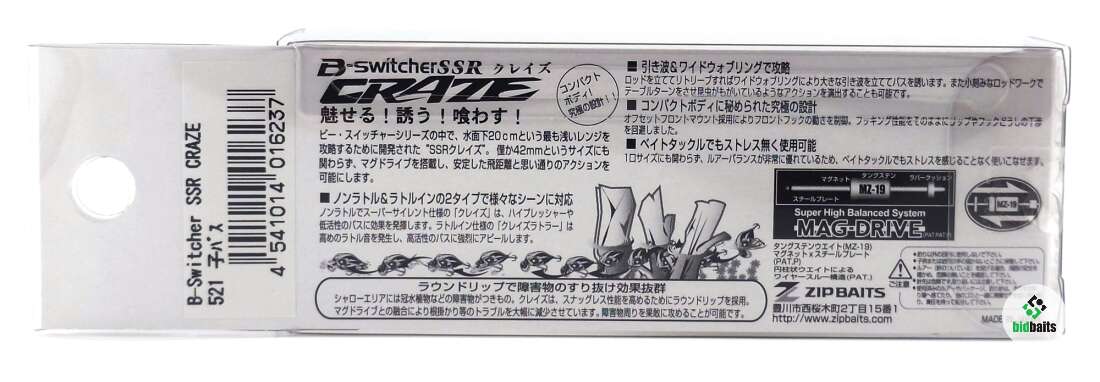 B-Switcher SSR CRAZE
521 子バス
4 541014 016237
B-switcher SSR クレイズ
CRAZE
コンパクト
ボディ!
究極の設計!!
魅せる!誘う!喰わす!
ビー・スイッチャーシリーズの中で、水面下20cmという最も浅いレンジを
攻略するために開発された“SSRクレイズ”。僅か42mmというサイズにも
関わらず、マグドライブを搭載し、安定した飛距離と思い通りのアクションを
可能にします。
■ノンラトル&ラトルインの2タイプで様々なシーンに対応
ノンラトルでスーパーサイレント仕様の「クレイズ」は、ハイプレッシャーや
低活性のバスに効果を発揮します。ラトルイン仕様の「クレイズラトラー」は
高めのラトル音を発生し、高活性のバスに強烈にアピールします。
ラウンドリップで障害物のすり抜け効果抜群
シャローエリアには冠水植物などの障害物がつきもの。クレイズは、スナッグレス性能を高めるためにラウンドリップを採用。
マグドライブとの融合により根掛かり等のトラブルを大幅に減少させています。障害物周りを果敢に攻めることが可能です。
■引き波&ワイドウォブリングで攻略
ロッドを立ててリトリーブすればワイドウォブリングにより大きな引き波を立ててバスを誘います。また小刻みなロッドワークで
テーブルターンをさせ昆虫がもがいているようなアクションを演出することも可能です。
■コンパクトボディに秘められた究極の設計
オフセットフロントマウント採用によりフロントフックの動きを制御。フッキング性能をそのままに
を回避しました。
■ベイトタックルでもストレス無く使用可能
1口サイズにも関わらず、ルアーバランスが非常に優れているため、ベイトタックルでもストレスを感じることなく使いこなせます。
マグネット
タングステン
ラバークッション
MZ-19
スチールプレート
Super High Balanced System
MAG-DRIVE
(PAT.PAT.P)
MZ-19
タングステンウエイト(MZ-19)
マグネット×スチールプレート
(PAT.P)
円柱状ウエイトによる
ワイヤースルー構造(PAT.)
ご注意
ZIPBAITS
豊川市西桜木町2丁目15番1
http://www.zipbaits.com
MADE IN
bidbaits